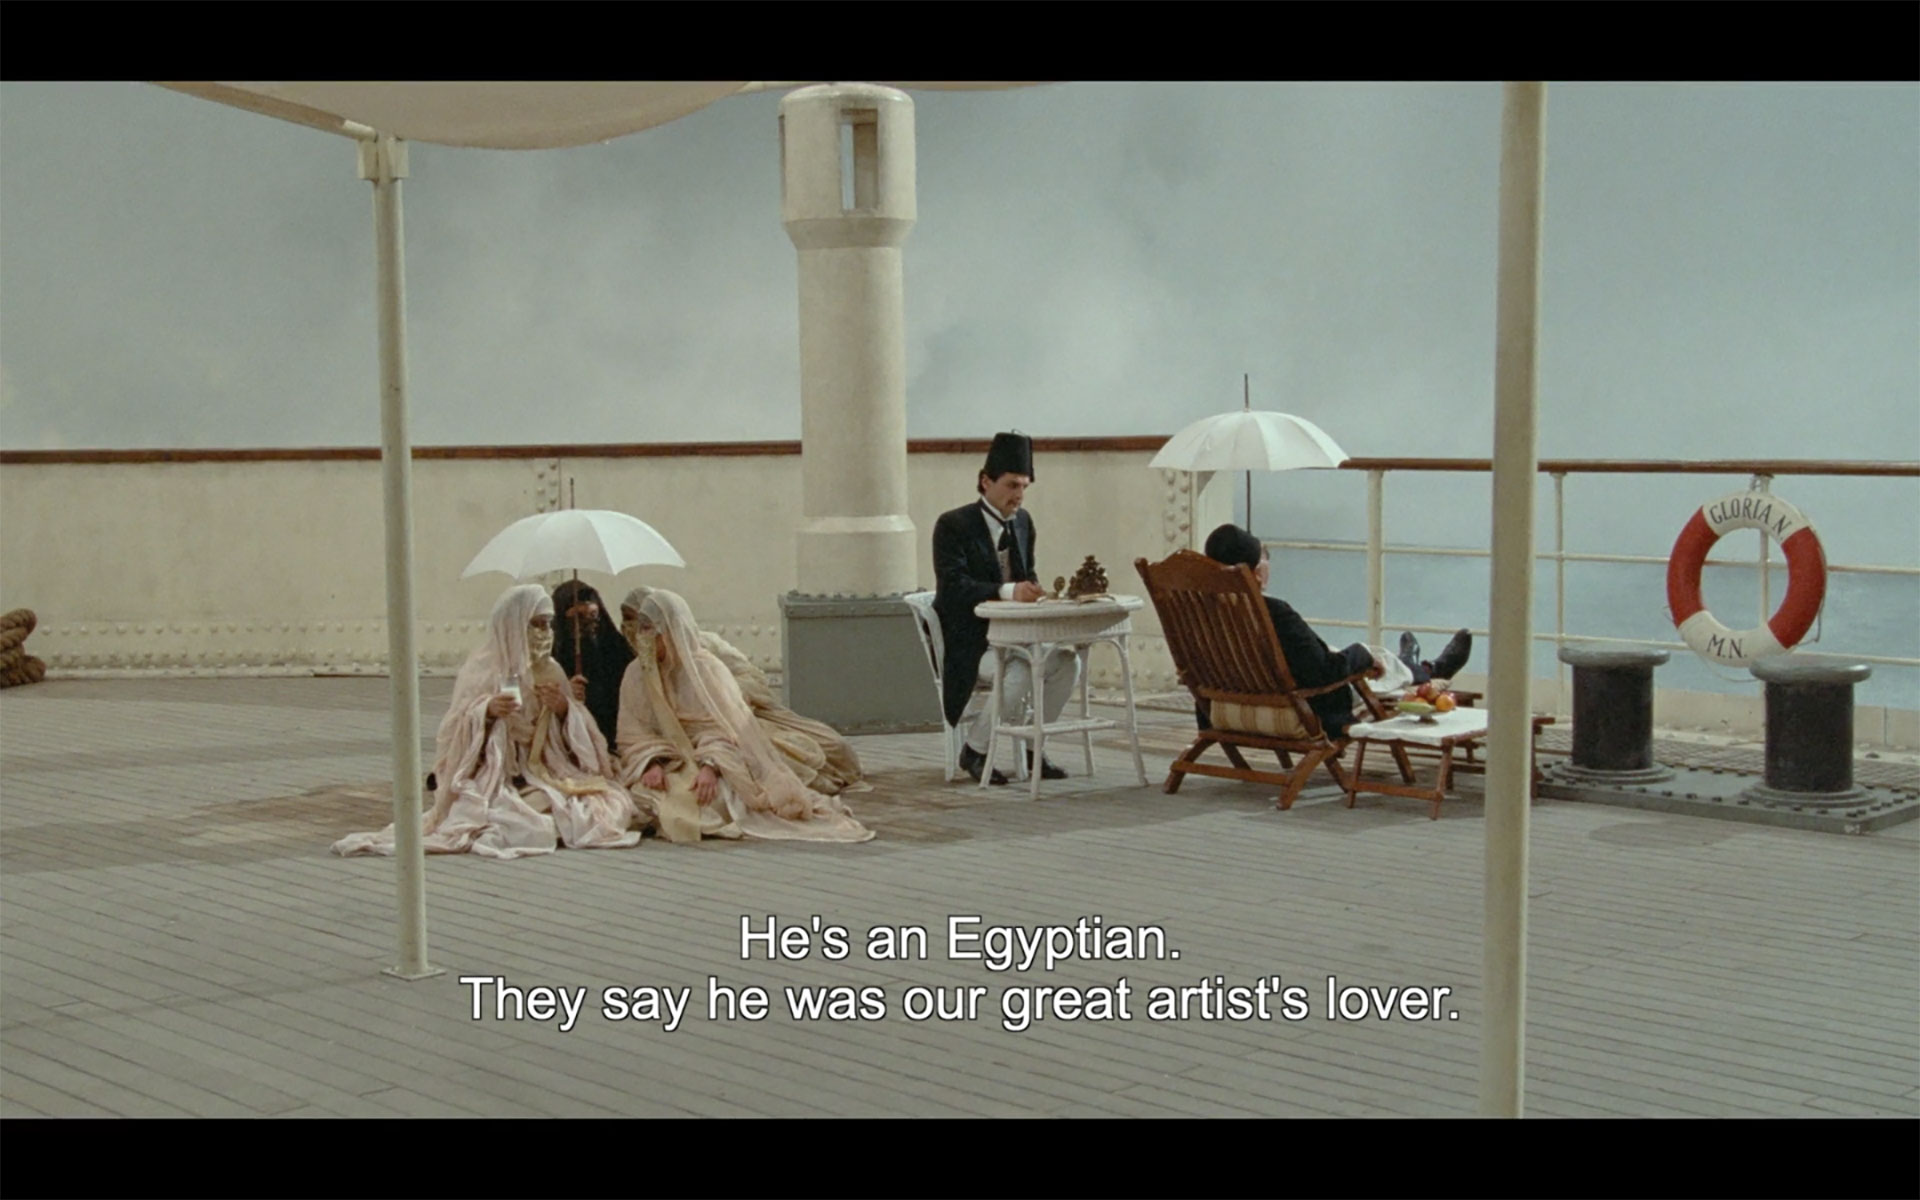 GLORIA N
M.N.
He's an Egyptian.
They say he was our great artist's lover.